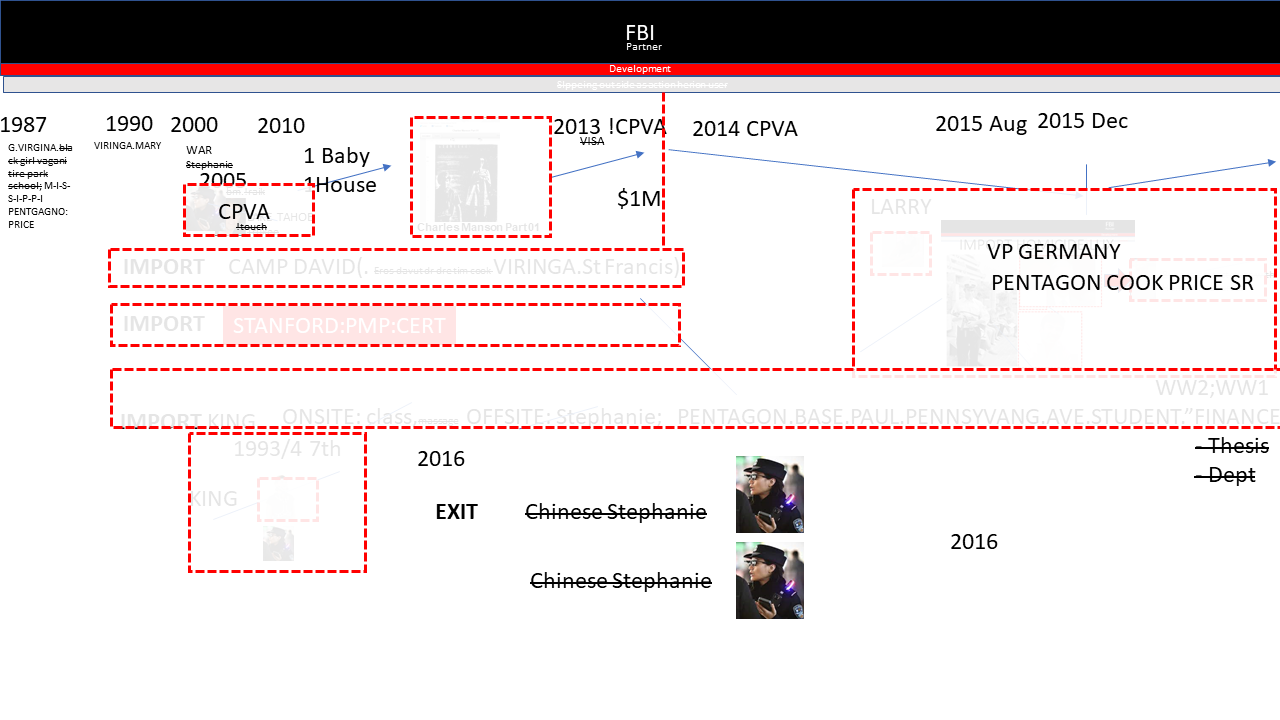 FBI
Partner
Development
1987
1990
2000
2010
2013 !CPVA
VISA
2014 CPVA
2015 Aug
2015 Dec
G.VIRGINA.bla
ck girl vagani
tire park
school; M-I-S-
S-I-P-P-I
PENTGAGNO:
PRICE
VIRINGA.MARY
WAR
Stephanie
2005
CPVA
!touch
1 Baby
1House
$1M
Charles Manson Part01
LARRY
VP GERMANY
PENTAGON COOK PRICE SR
IMPORT CAMP DAVID(. VIRINGA.St Francis)
IMPORT STANFORD:PMP:CERT
WW2;WW1
IMPORT KING ONSITE: class, OFFSITE: Stephanie; PENTAGON.BASE.PAUL.PENNSYVANG.AVE.STUDENT."FINANCE
1993/4 7th
KING
2016
- Thesis
- Dept
EXIT
Chinese Stephanie
2016
Chinese Stephanie